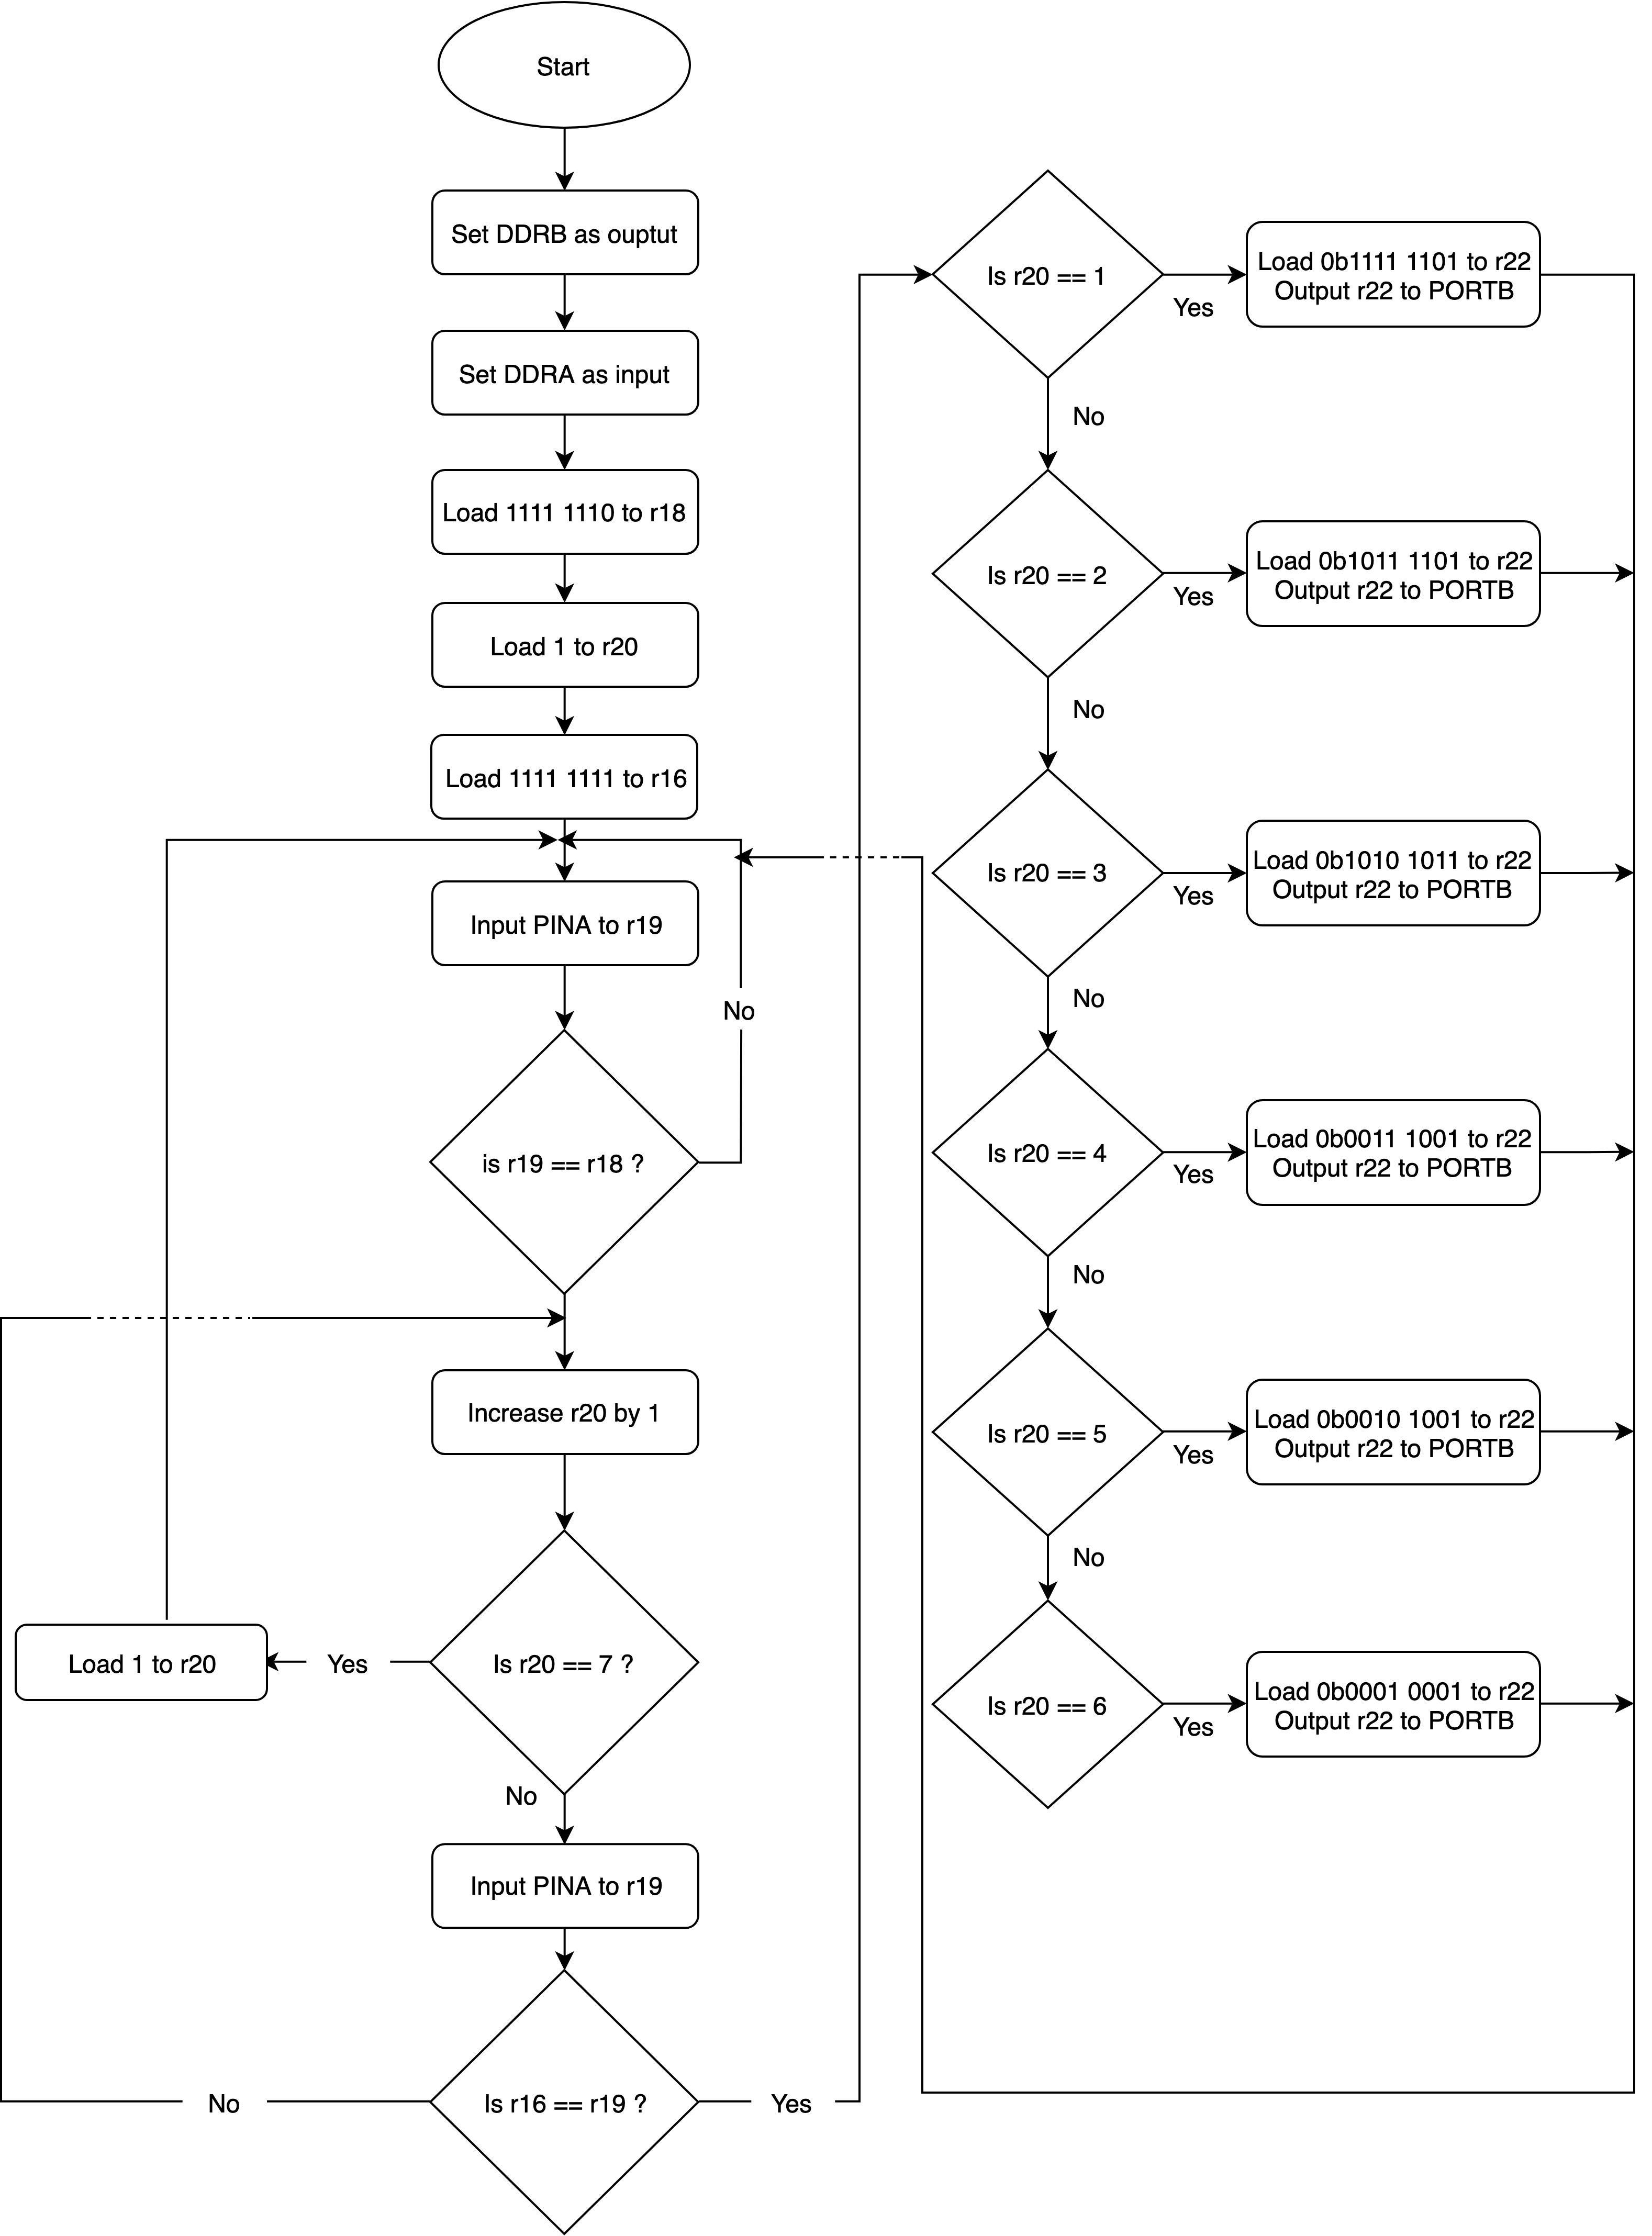 Start
Set DDRB as ouptut
Set DDRA as input
Load 1111 1110 to r18
Load 1 to r20
Load 1111 1111 to r16
Input PINA to r19
No
is r19 == r18 ?
Increase r20 by 1
Is r20 == 7 ?
Yes
Load 1 to r20
No
Input PINA to r19
Is r16 == r19 ?
No
Yes
Is r20 == 1
Yes
Load 0b1111 1101 to r22
Output r22 to PORTB
No
Is r20 == 2
Yes
Load 0b1011 1101 to r22
Output r22 to PORTB
No
Is r20 == 3
Yes
Load 0b1010 1011 to r22
Output r22 to PORTB
No
Is r20 == 4
Yes
Load 0b0011 1001 to r22
Output r22 to PORTB
No
Is r20 == 5
Yes
Load 0b0010 1001 to r22
Output r22 to PORTB
No
Is r20 == 6
Yes
Load 0b0001 0001 to r22
Output r22 to PORTB